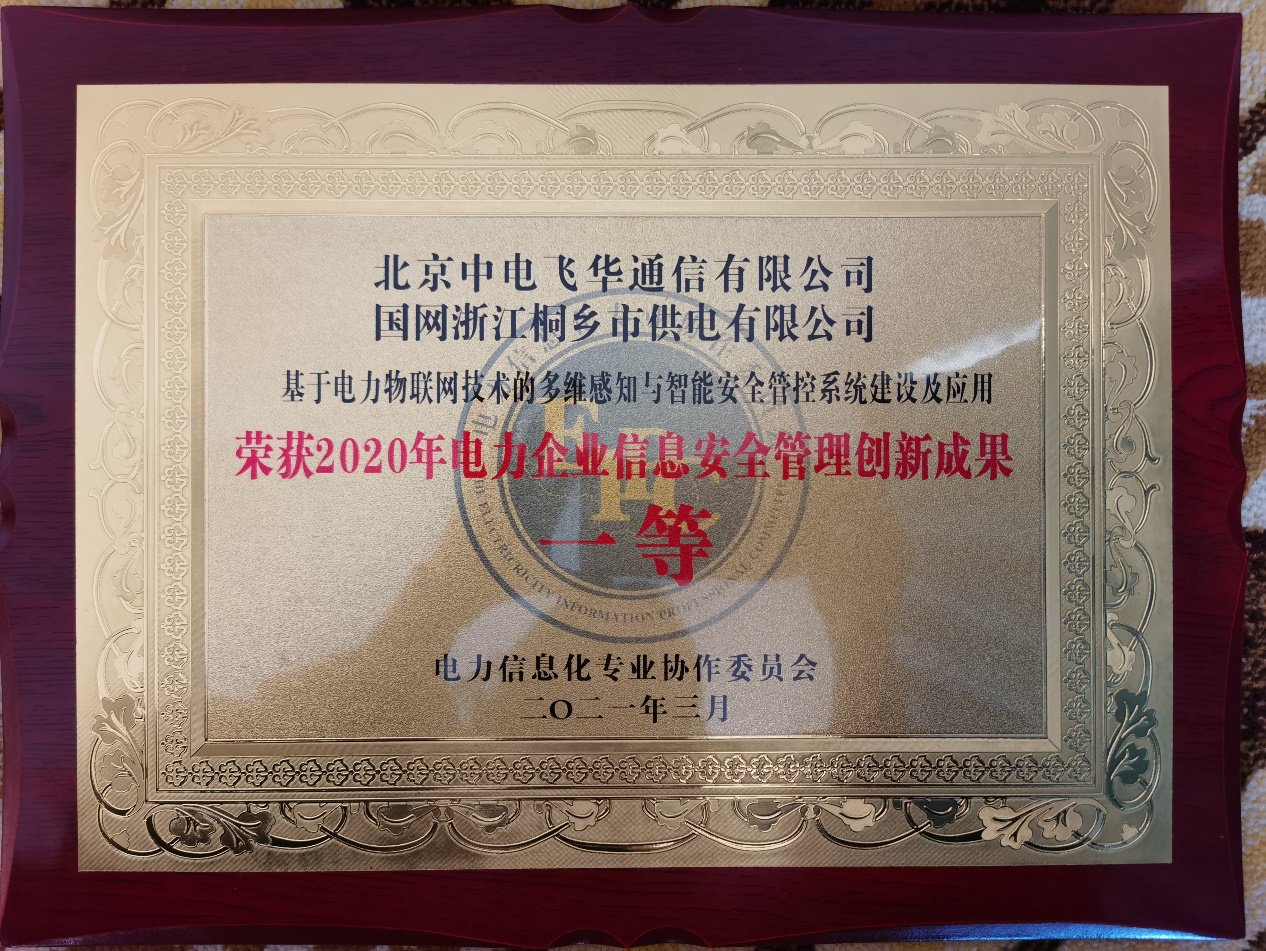 北京中电飞华通信有限公司
国网浙江桐乡市供电有限公司
基于电力物联网技术的多维感知与智能安全管控系统建设及应用
荣获2020年电力企业信息安全管理创新成果
一等
电力信息化专业协作委员会
二〇二一年三月
ELECTRICITY INFORMATION PROFESSIONAL